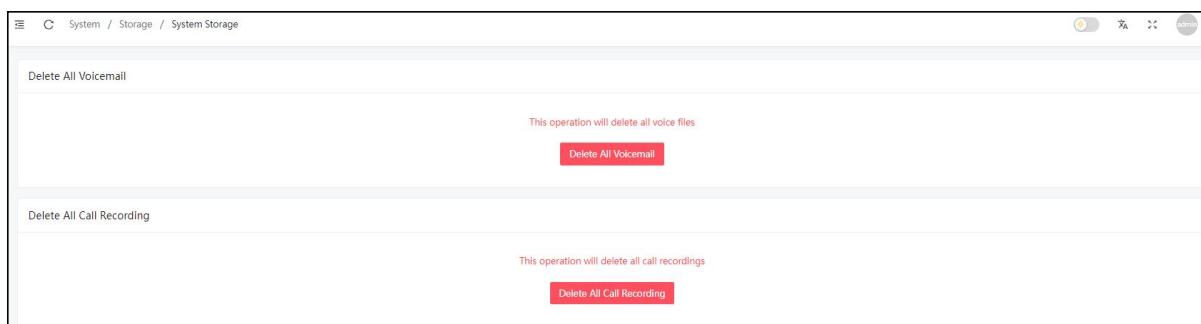 System / Storage / System Storage
admin
Delete All Voicemail
This operation will delete all voice files
Delete All Voicemail
Delete All Call Recording
This operation will delete all call recordings
Delete All Call Recording